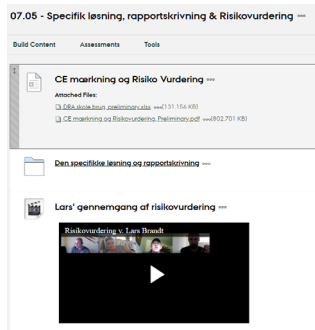 07.05 - Specifik løsning, rapportskrivning & Risikovurdering
Build Content Assessments Tools
CE mærkning og Risiko Vurdering
Attached Files:
DRA skole brug, preliminary.xlsx (131.156 KB)
CE mærkning og Risikovurdering, Preliminary.pdf (802.701 KB)
Den specifikke løsning og rapportskrivning
Lars' gennemgang af risikovurdering
Risikovurdering v. Lars Brandt